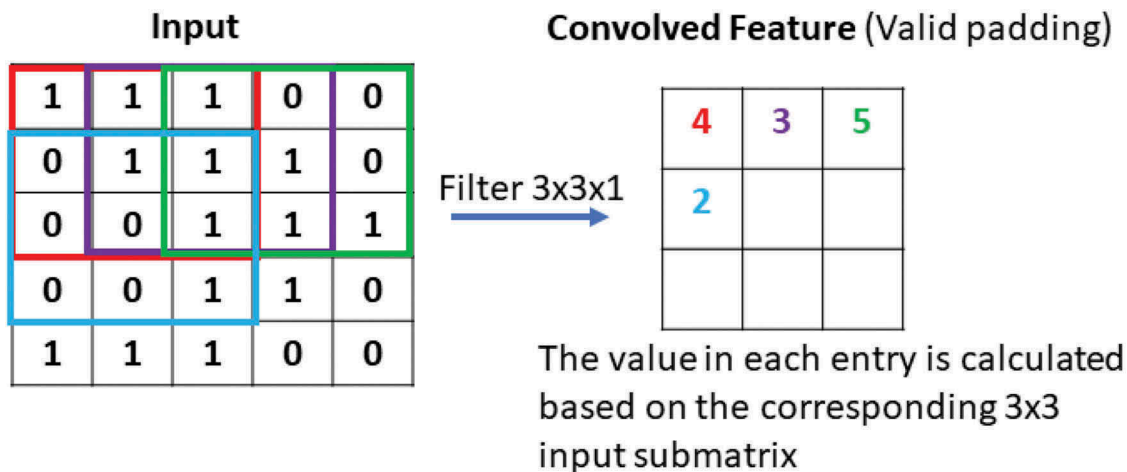 Input
Convolved Feature (Valid padding)
1 1 1 0 0
0 1 1 1 0
0 0 1 1 1
0 0 1 1 0
1 1 1 0 0
Filter 3x3x1
4 3 5
2
The value in each entry is calculated
based on the corresponding 3x3
input submatrix